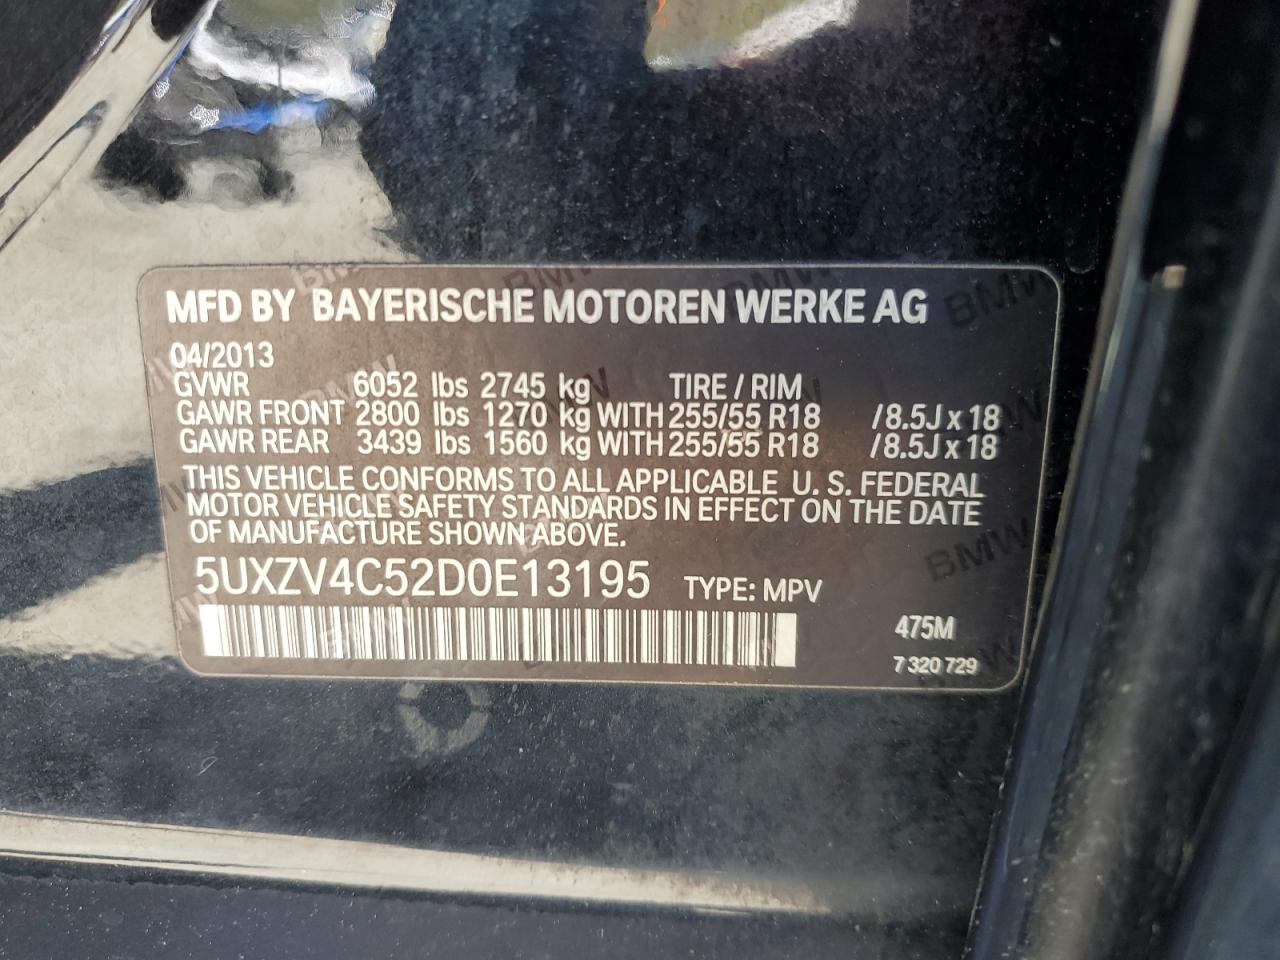 MFD BY BAYERISCHE MOTOREN WERKE AG
04/2013
GVWR 6052 lbs 2745 kg TIRE / RIM
GAWR FRONT 2800 lbs 1270 kg WITH 255/55 R18 /8.5J x 18
GAWR REAR 3439 lbs 1560 kg WITH 255/55 R18 /8.5J x 18
THIS VEHICLE CONFORMS TO ALL APPLICABLE U. S. FEDERAL
MOTOR VEHICLE SAFETY STANDARDS IN EFFECT ON THE DATE
OF MANUFACTURE SHOWN ABOVE.
5UXZV4C52D0E13195 TYPE: MPV
475M
7 320 729